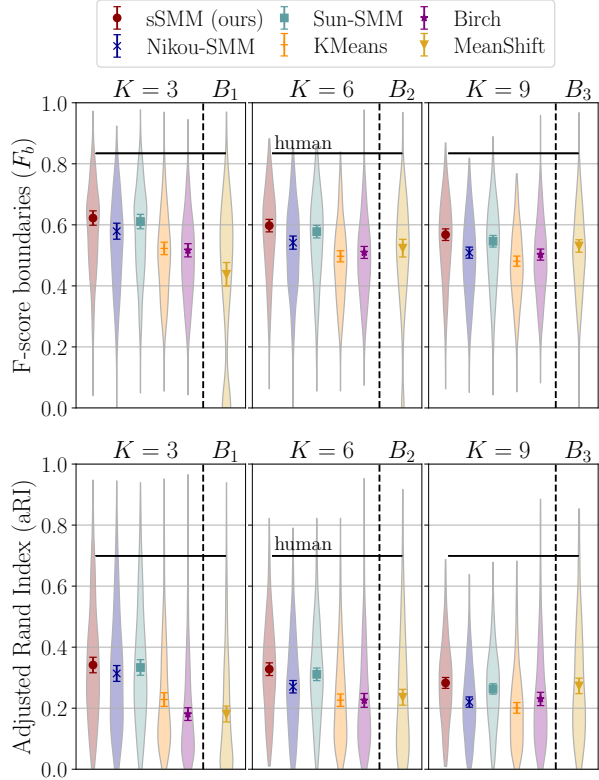 sSMM (ours) Sun-SMM Birch
Nikou-SMM KMeans MeanShift
K = 3 B₁ K = 6 B₂ K = 9 B₃
F-score boundaries (F_b)
1.0
0.8
0.6
0.4
0.2
0.0
human
K = 3 B₁ K = 6 B₂ K = 9 B₃
Adjusted Rand Index (aRI)
1.0
0.8
0.6
0.4
0.2
0.0
human